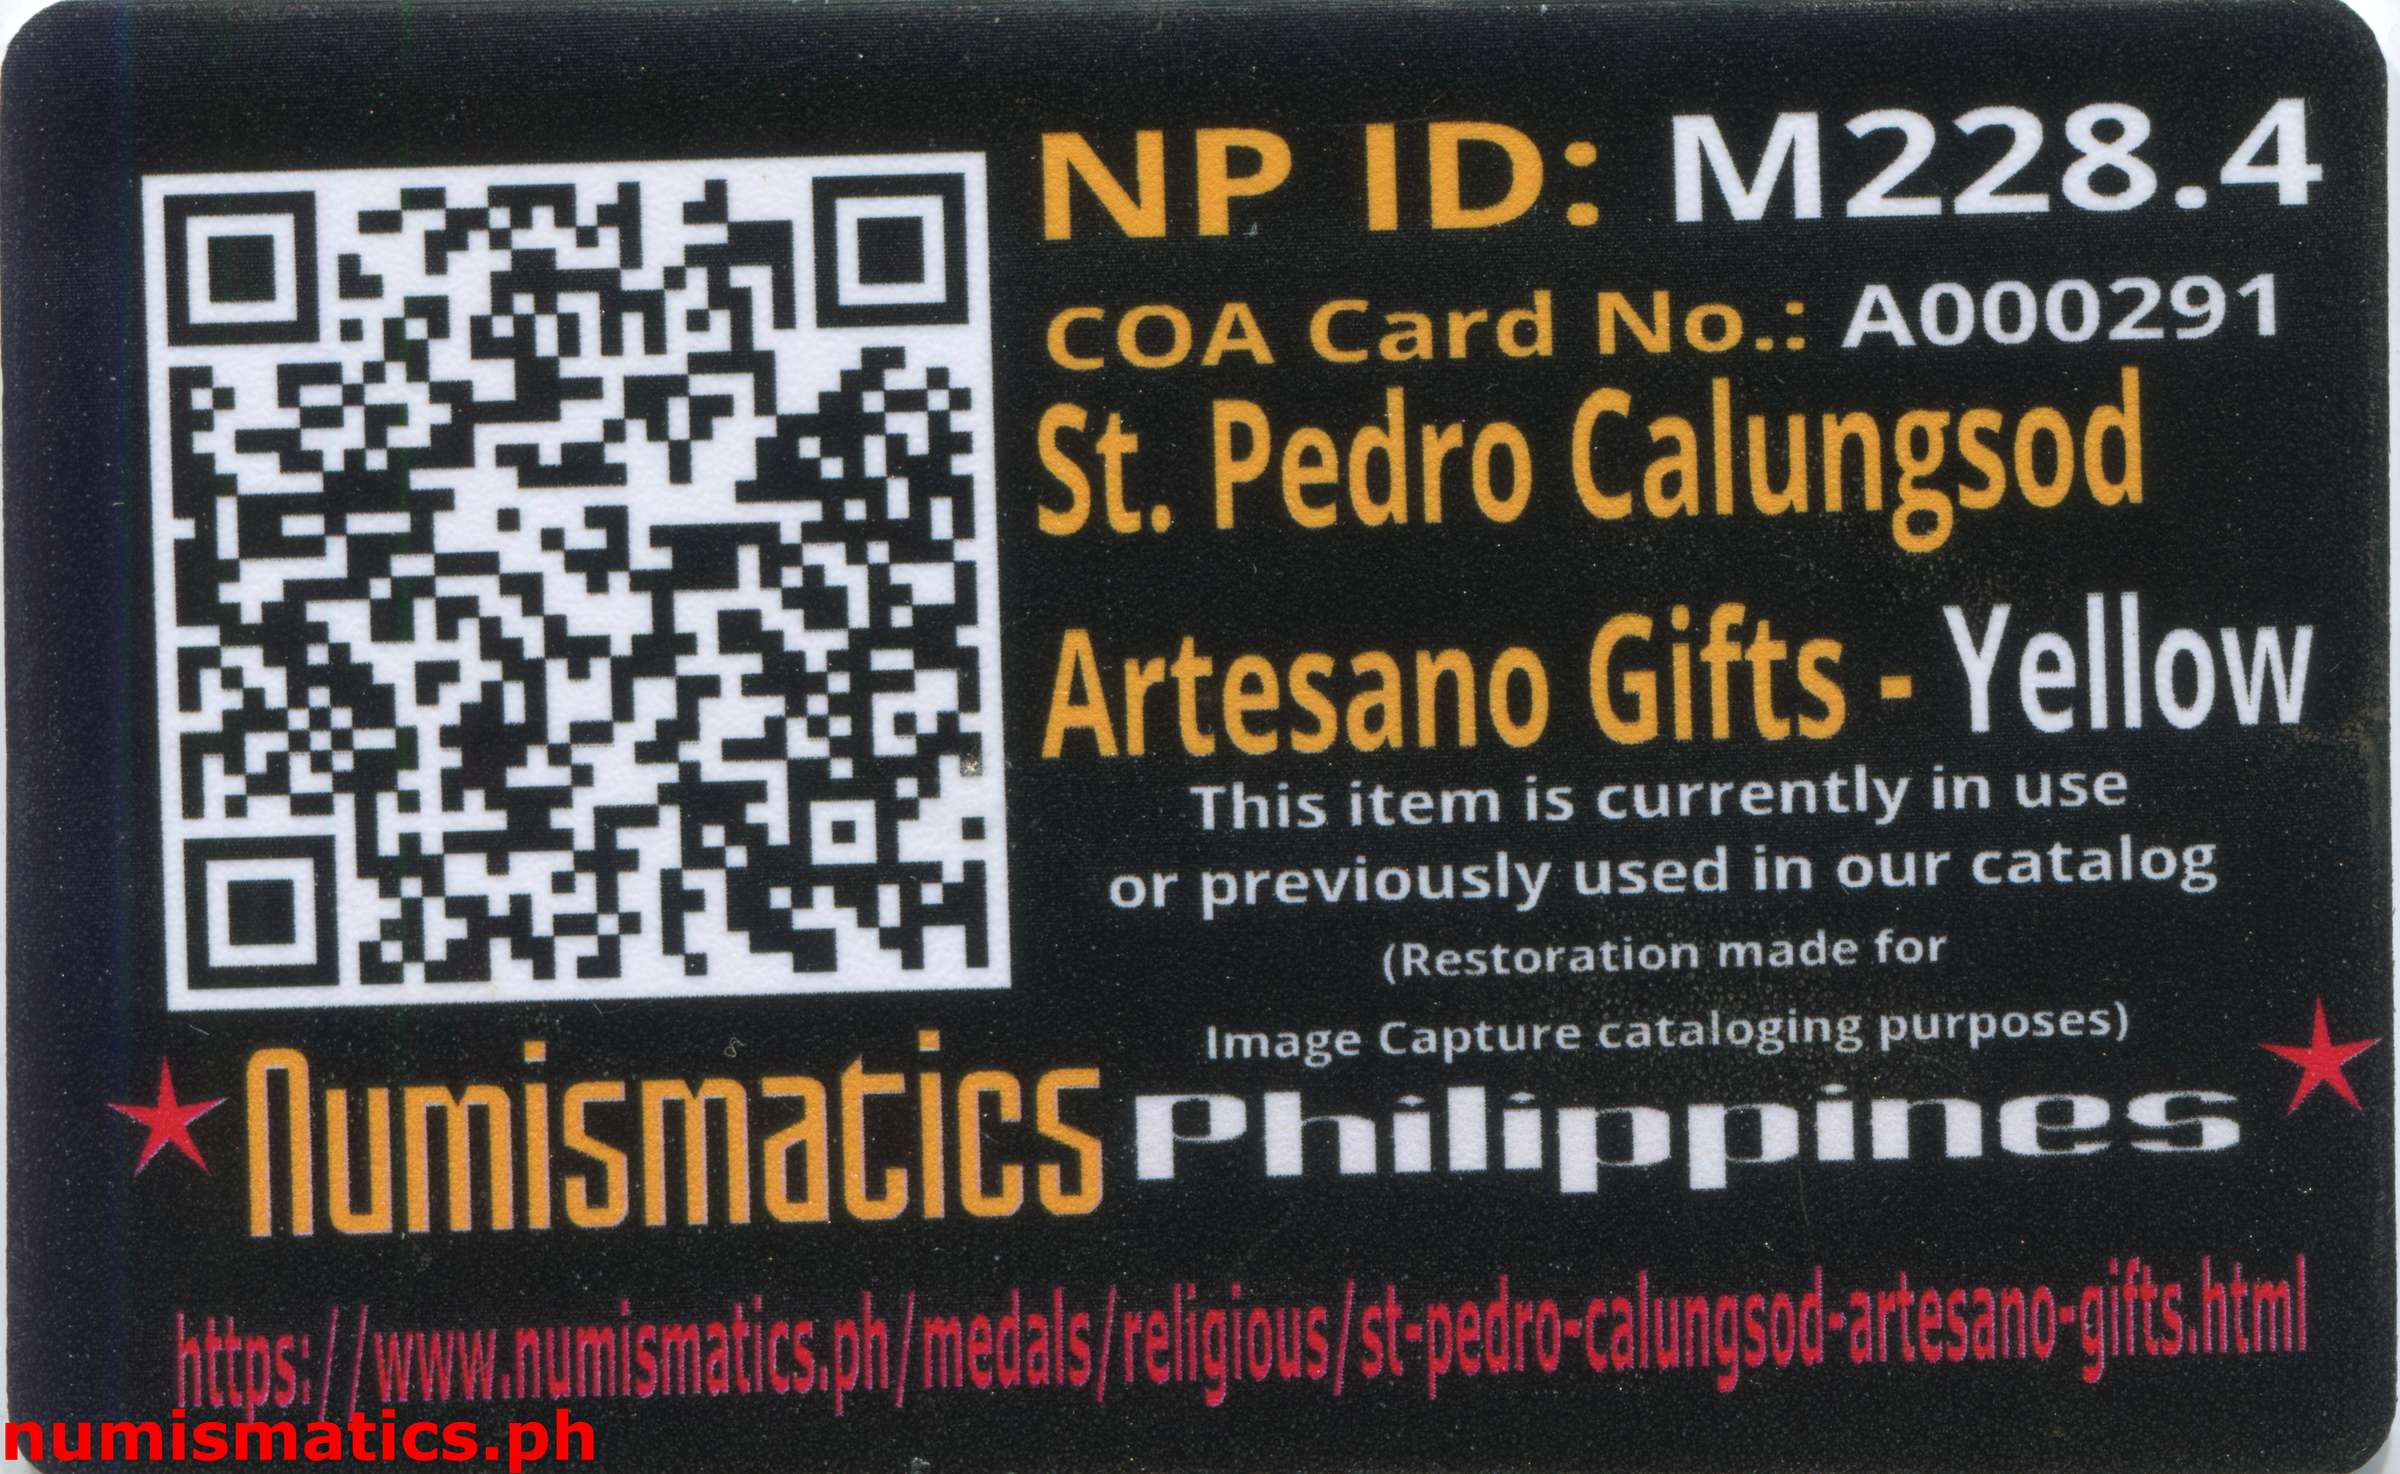 NP ID: M228.4
COA Card No.: A000291
St. Pedro Calungsod
Artesano Gifts - Yellow
This item is currently in use
or previously used in our catalog
(Restoration made for
Image Capture cataloging purposes)
Numismatics Philippines
https://www.numismatics.ph/medals/religious/st-pedro-calungsod-artesano-gifts.html
numismatics.ph